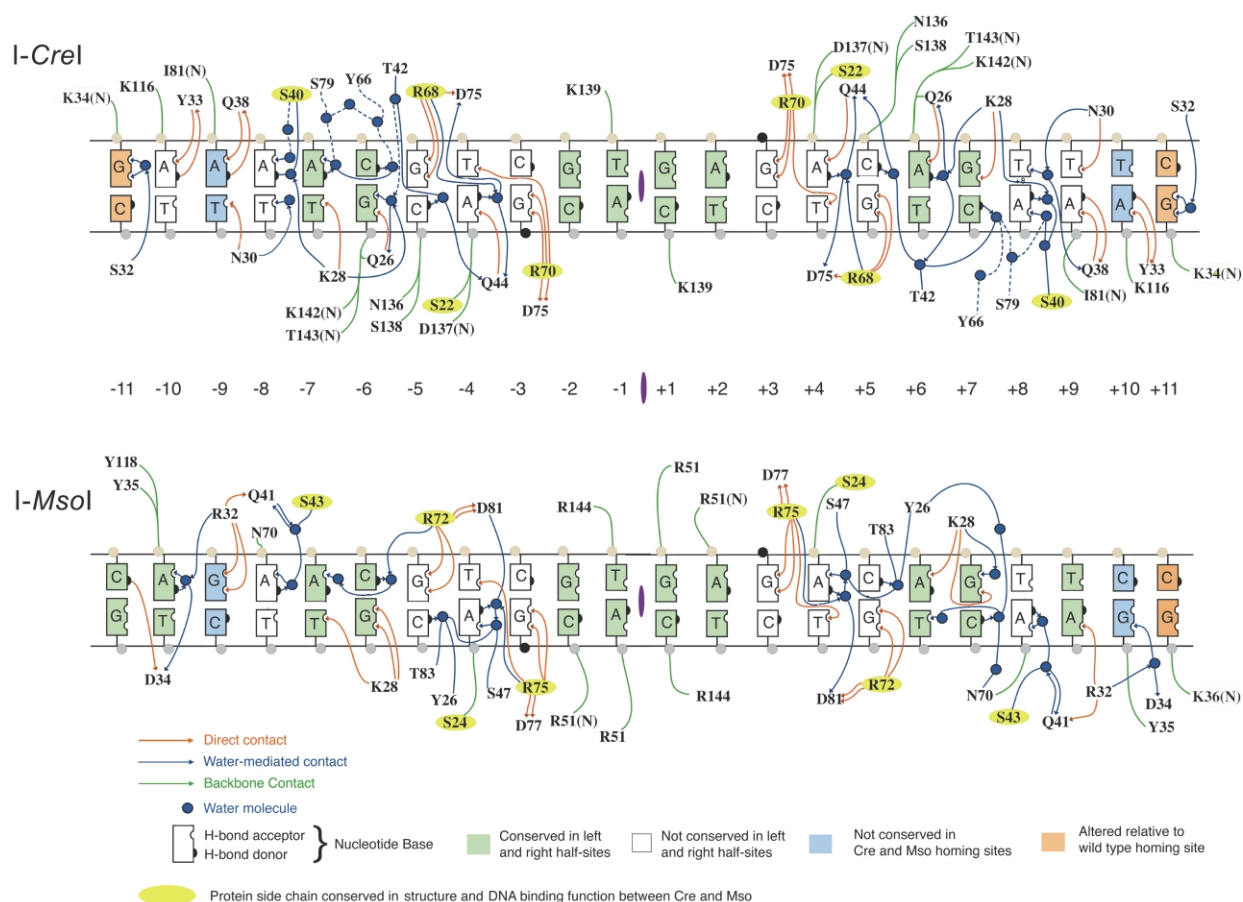 N136
T143(N)
I-CreI
S138
K142(N)
I81(N)
S79
Y66
T42
D75
D137(N)
K116
S22
K34(N)
Y33
Q38
S40
R68
D75
K139
R70
Q44
Q26
K28
N30
S32
G A A A A C G T C G T G A G A C A G T T T C
C T T T T G C A G C A C T C T G T C A A A G
S32
N30
K28
Q26
Q44
R70
D75
K139
D75
R68
T42
Y66
S79
S40
Q38
I81(N)
Y33
K116
K34(N)
K142(N)
T143(N)
N136
S138
S22
D137(N)
-11 -10 -9 -8 -7 -6 -5 -4 -3 -2 -1 +1 +2 +3 +4 +5 +6 +7 +8 +9 +10 +11
I-MsoI
Y118
Y35
R32
Q41
S43
N70
R72
D81
R144
R51
R51(N)
D77
R75
S24
S47
T83
Y26
K28
C A G A A C G T C G T G A G A C A G T T C C
G T C T T G C A G C A C T C T G T C A A G G
D34
K28
T83
Y26
S24
S47
R75
D77
R51(N)
R51
R144
D81
R72
N70
S43
Q41
R32
D34
Y35
K36(N)
Direct contact
Water-mediated contact
Backbone Contact
Water molecule
H-bond acceptor
H-bond donor
Nucleotide Base
Conserved in left
and right half-sites
Not conserved in left
and right half-sites
Not conserved in
Cre and Mso homing sites
Altered relative to
wild type homing site
Protein side chain conserved in structure and DNA binding function between Cre and Mso